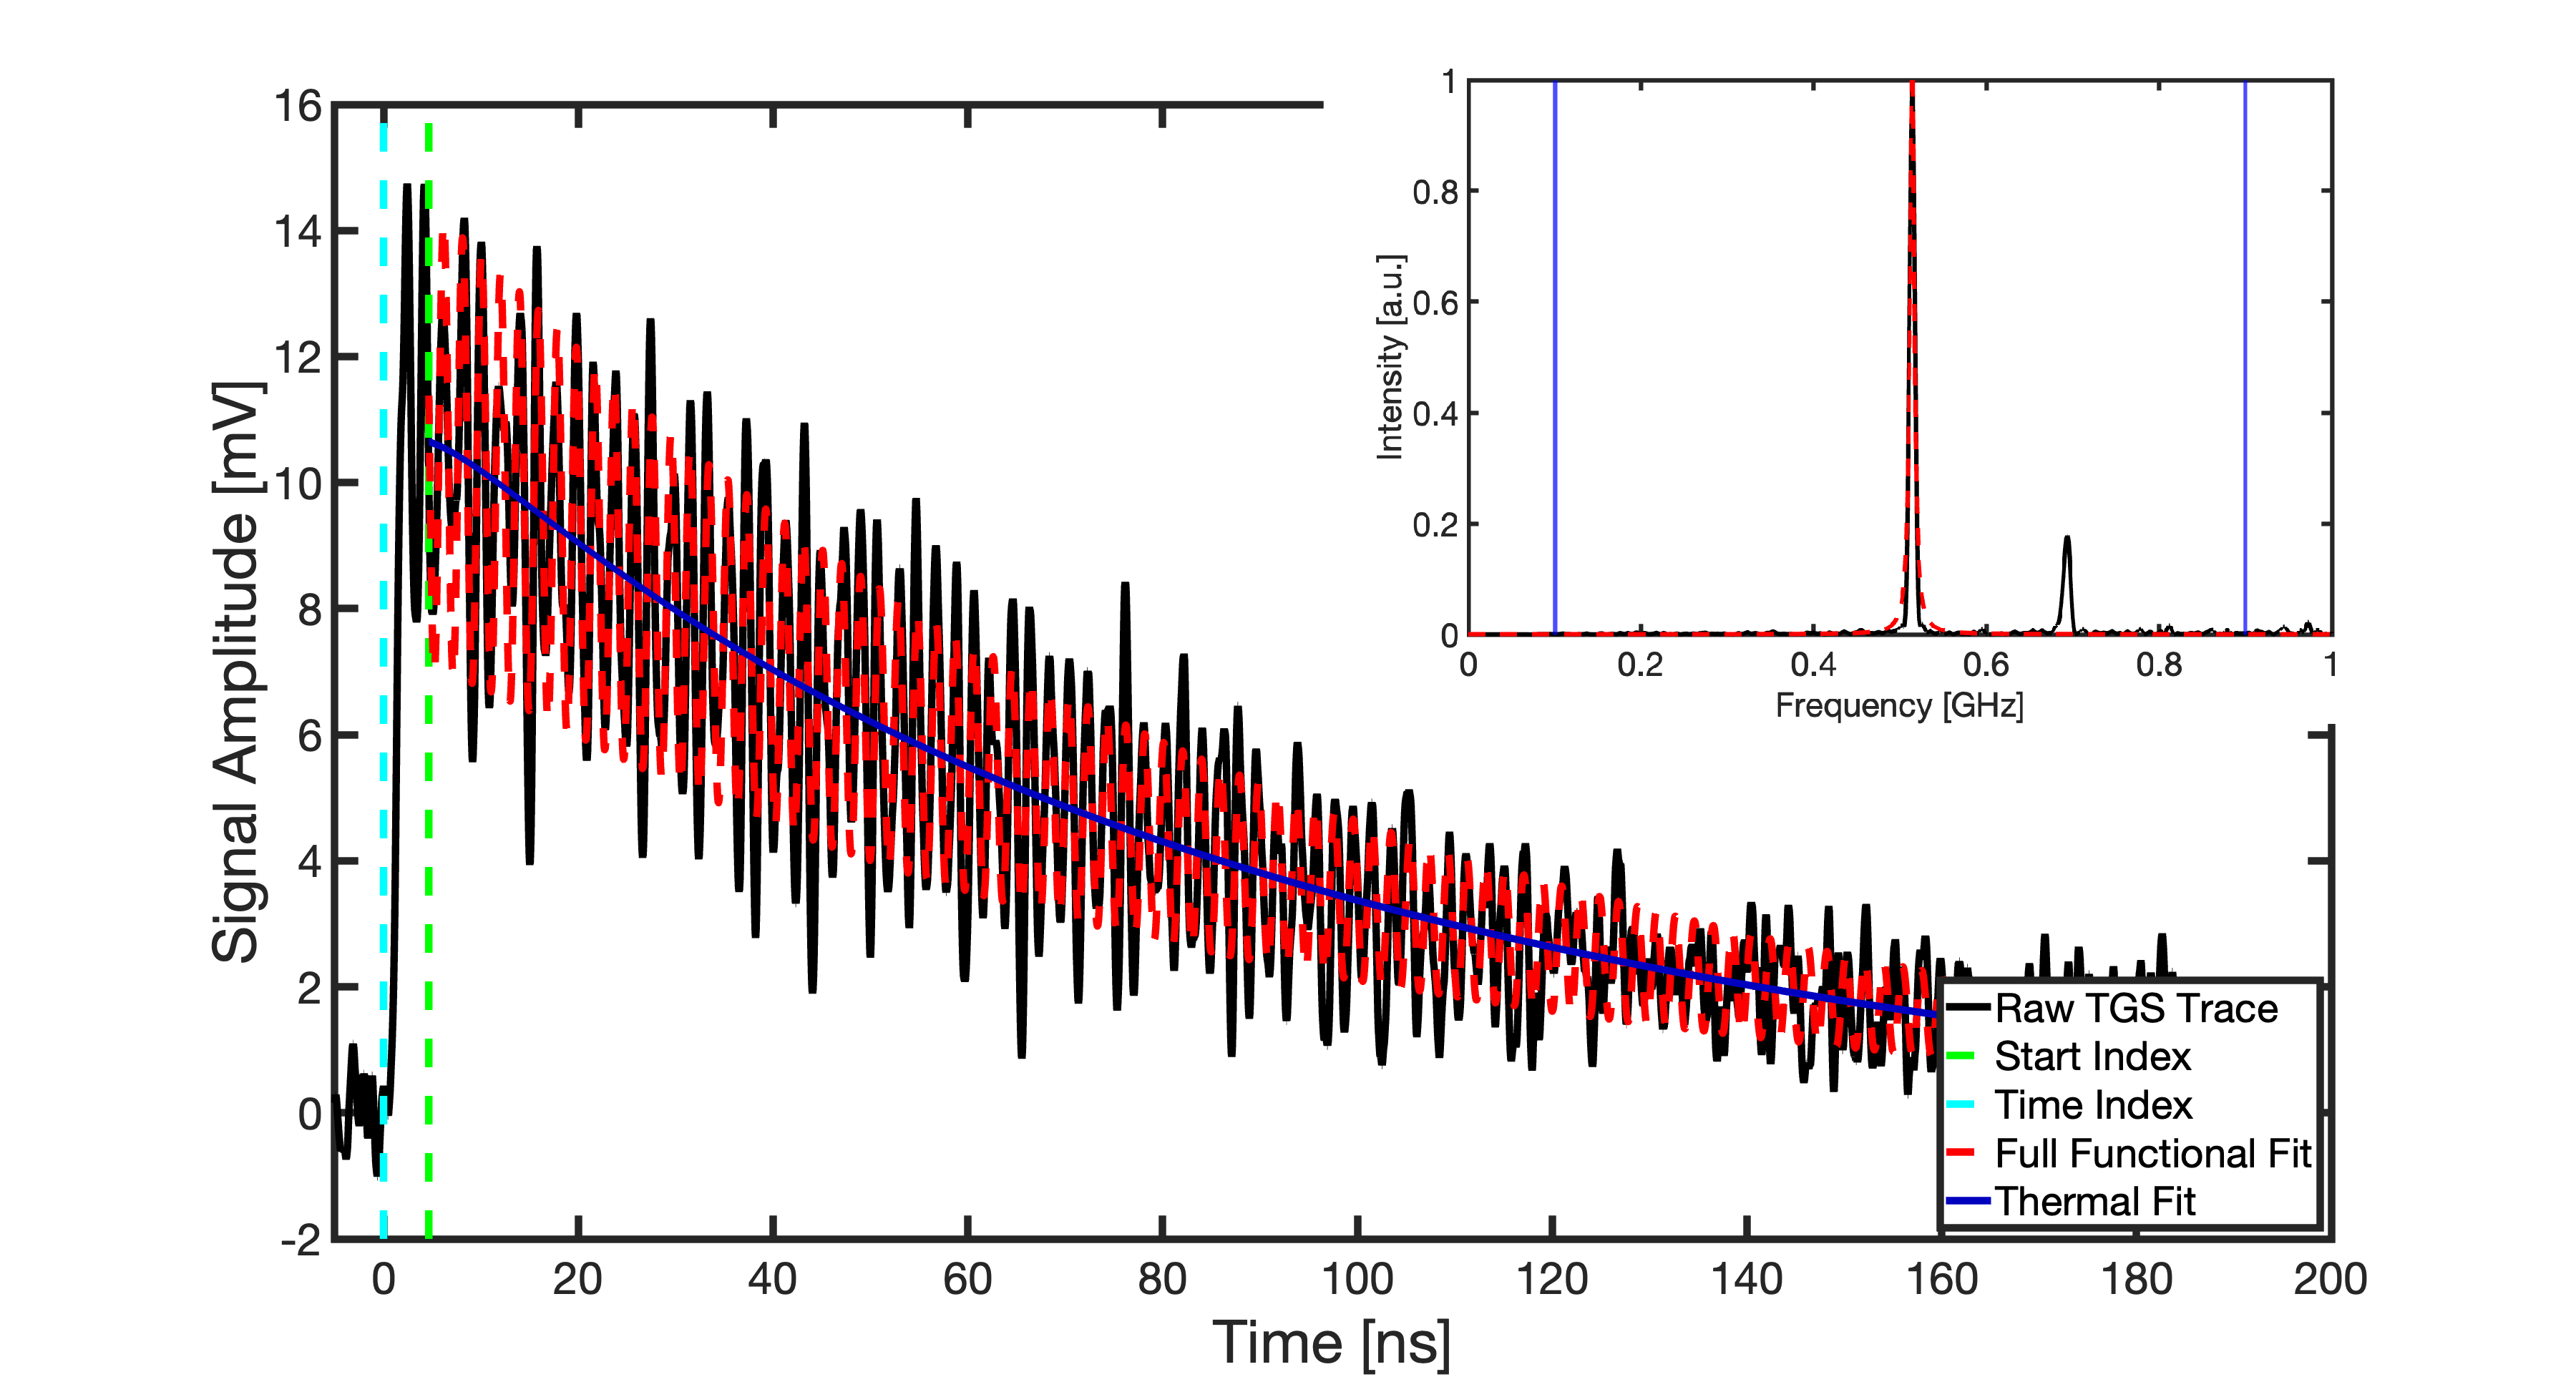 16
14
12
10
8
6
4
2
0
-2
Signal Amplitude [mV]
0 20 40 60 80 100 120 140 160 180 200
Time [ns]
1
0.8
0.6
0.4
0.2
0
Intensity [a.u.]
0 0.2 0.4 0.6 0.8 1
Frequency [GHz]
Raw TGS Trace
Start Index
Time Index
Full Functional Fit
Thermal Fit